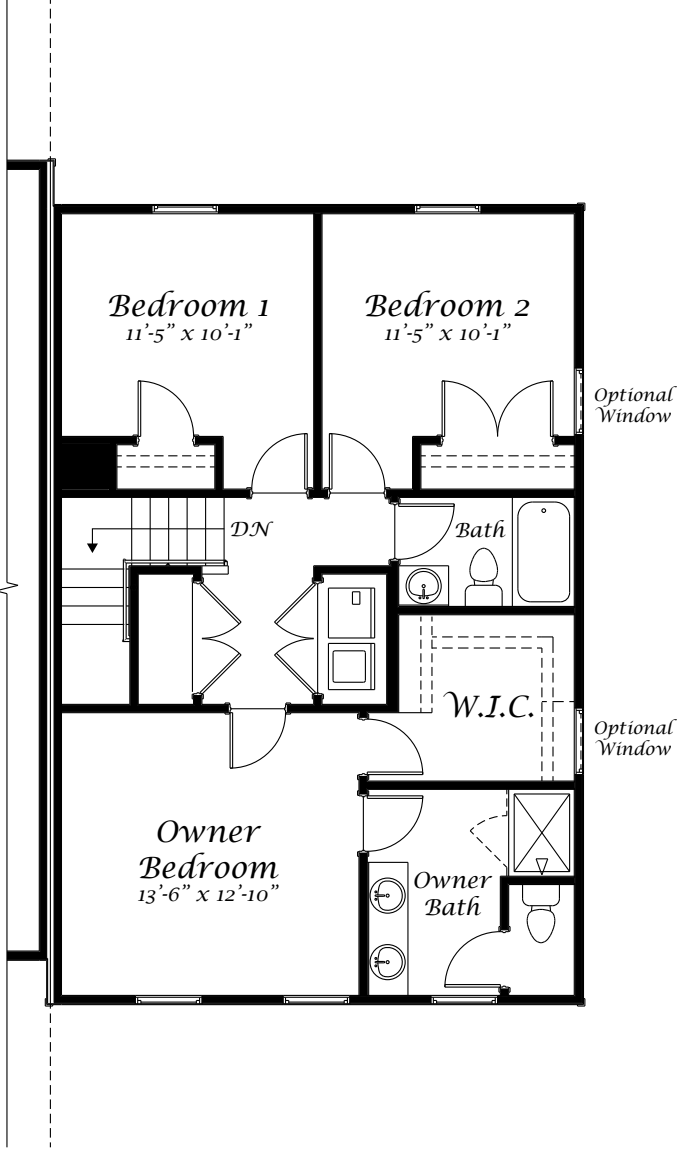 Bedroom 1
11'-5" x 10'-1"
Bedroom 2
11'-5" x 10'-1"
Optional
Window
DN
Bath
W.I.C.
Optional
Window
Owner
Bedroom
13'-6" x 12'-10"
Owner
Bath